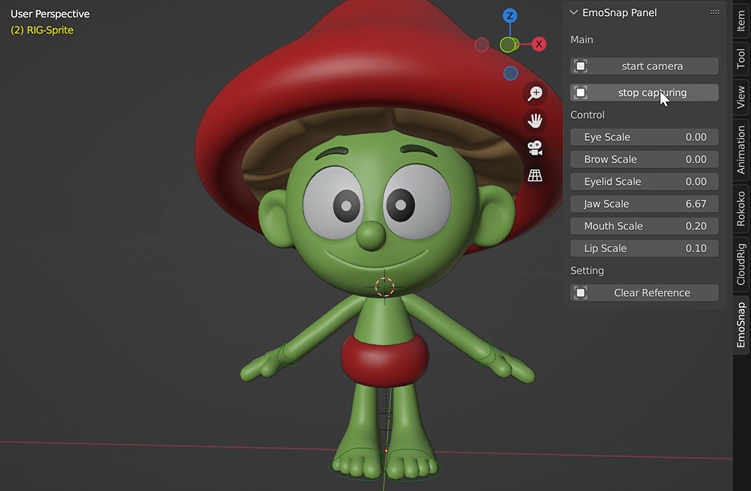 User Perspective
(2) RIG-Sprite
Z
X
EmoSnap Panel
Main
start camera
stop capturing
Control
Eye Scale 0.00
Brow Scale 0.00
Eyelid Scale 0.00
Jaw Scale 6.67
Mouth Scale 0.20
Lip Scale 0.10
Setting
Clear Reference
Item
Tool
View
Animation
Rokoko
CloudRig
EmoSnap